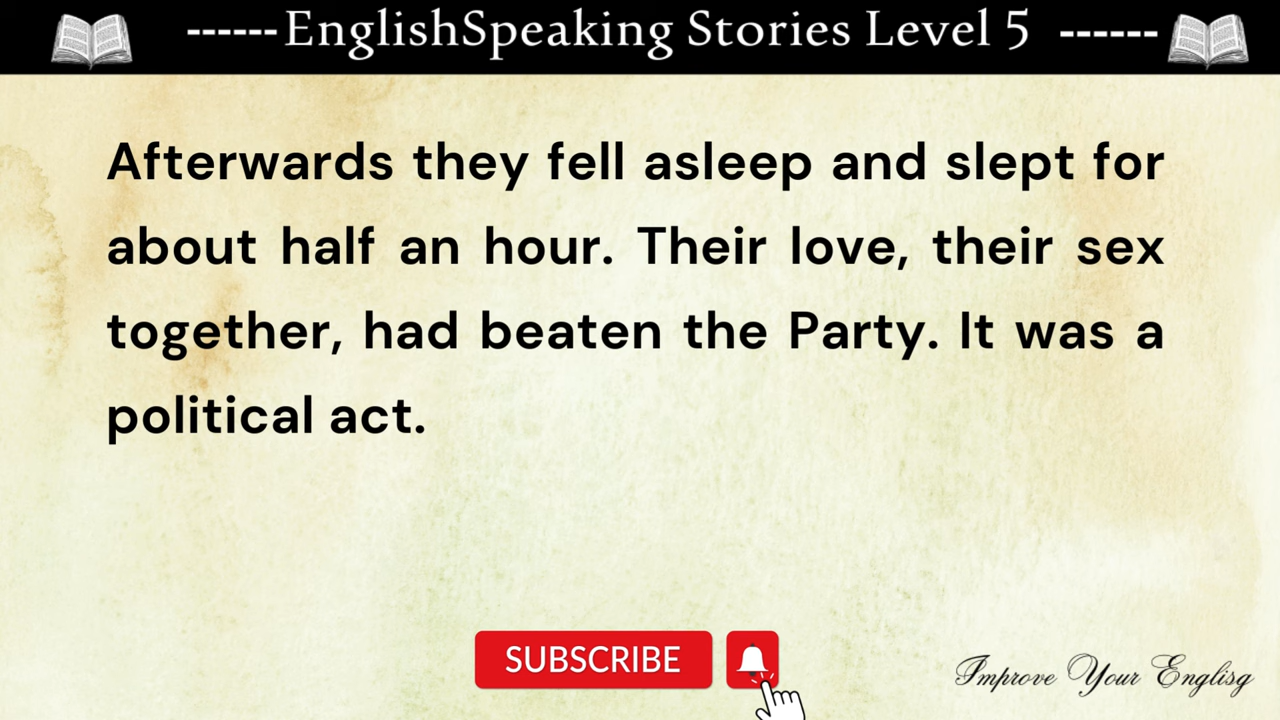 ------EnglishSpeaking Stories Level 5 ------
Afterwards they fell asleep and slept for
about half an hour. Their love, their sex
together, had beaten the Party. It was a
political act.
SUBSCRIBE
Improve Your Englisg